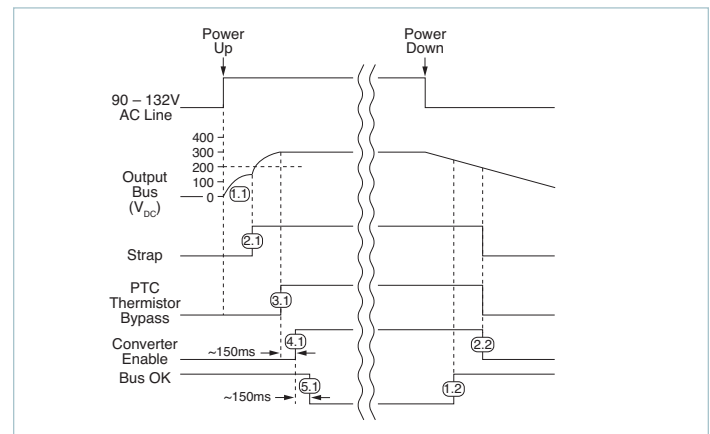 Power
Up
Power
Down
90 – 132V
AC Line
400
300
200
100
0
Output
Bus
(VDC)
1.1
2.1
Strap
PTC
Thermistor
Bypass
3.1
Converter
Enable
4.1
2.2
~150ms
Bus OK
5.1
1.2
~150ms